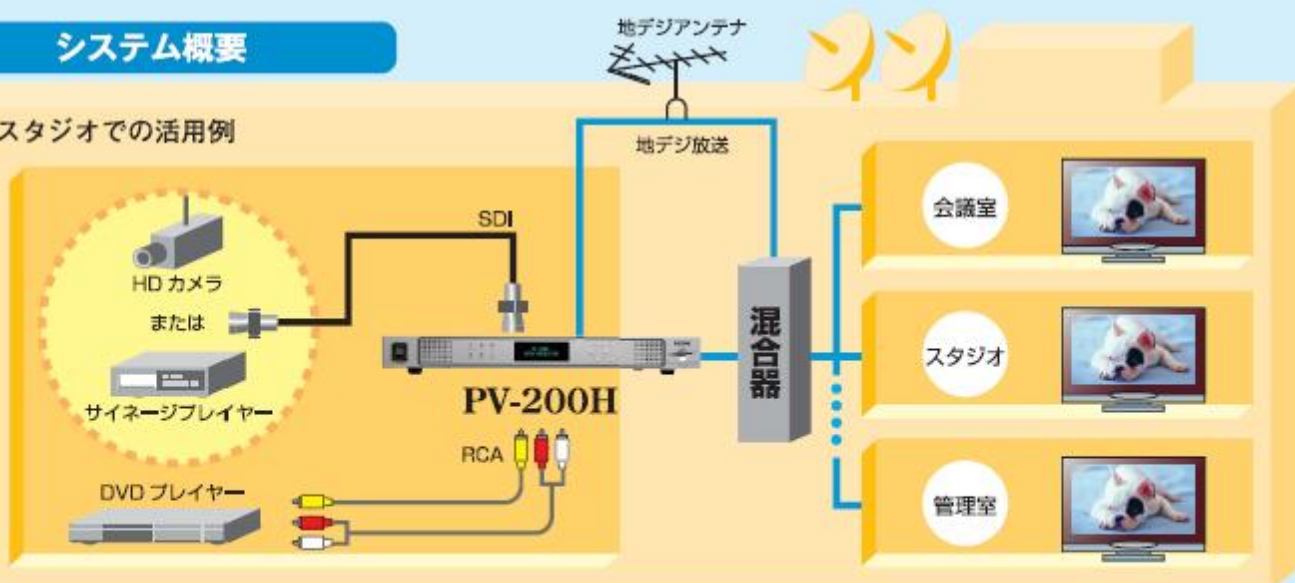 システム概要
地デジアンテナ
スタジオでの活用例
地デジ放送
SDI
HD カメラ
または
サイネージプレイヤー
PV-200H
RCA
DVD プレイヤー
混合器
会議室
スタジオ
管理室